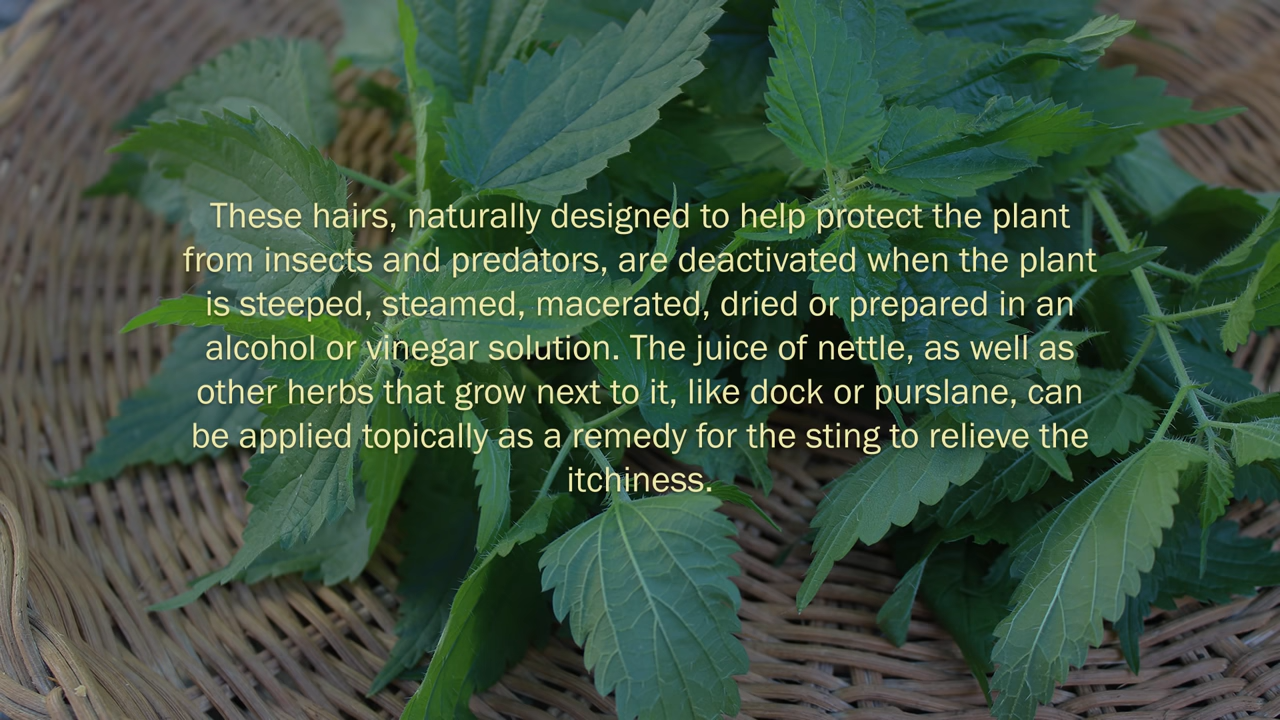 These hairs, naturally designed to help protect the plant
from insects and predators, are deactivated when the plant
is steeped, steamed, macerated, dried or prepared in an
alcohol or vinegar solution. The juice of nettle, as well as
other herbs that grow next to it, like dock or purslane, can
be applied topically as a remedy for the sting to relieve the
itchiness.